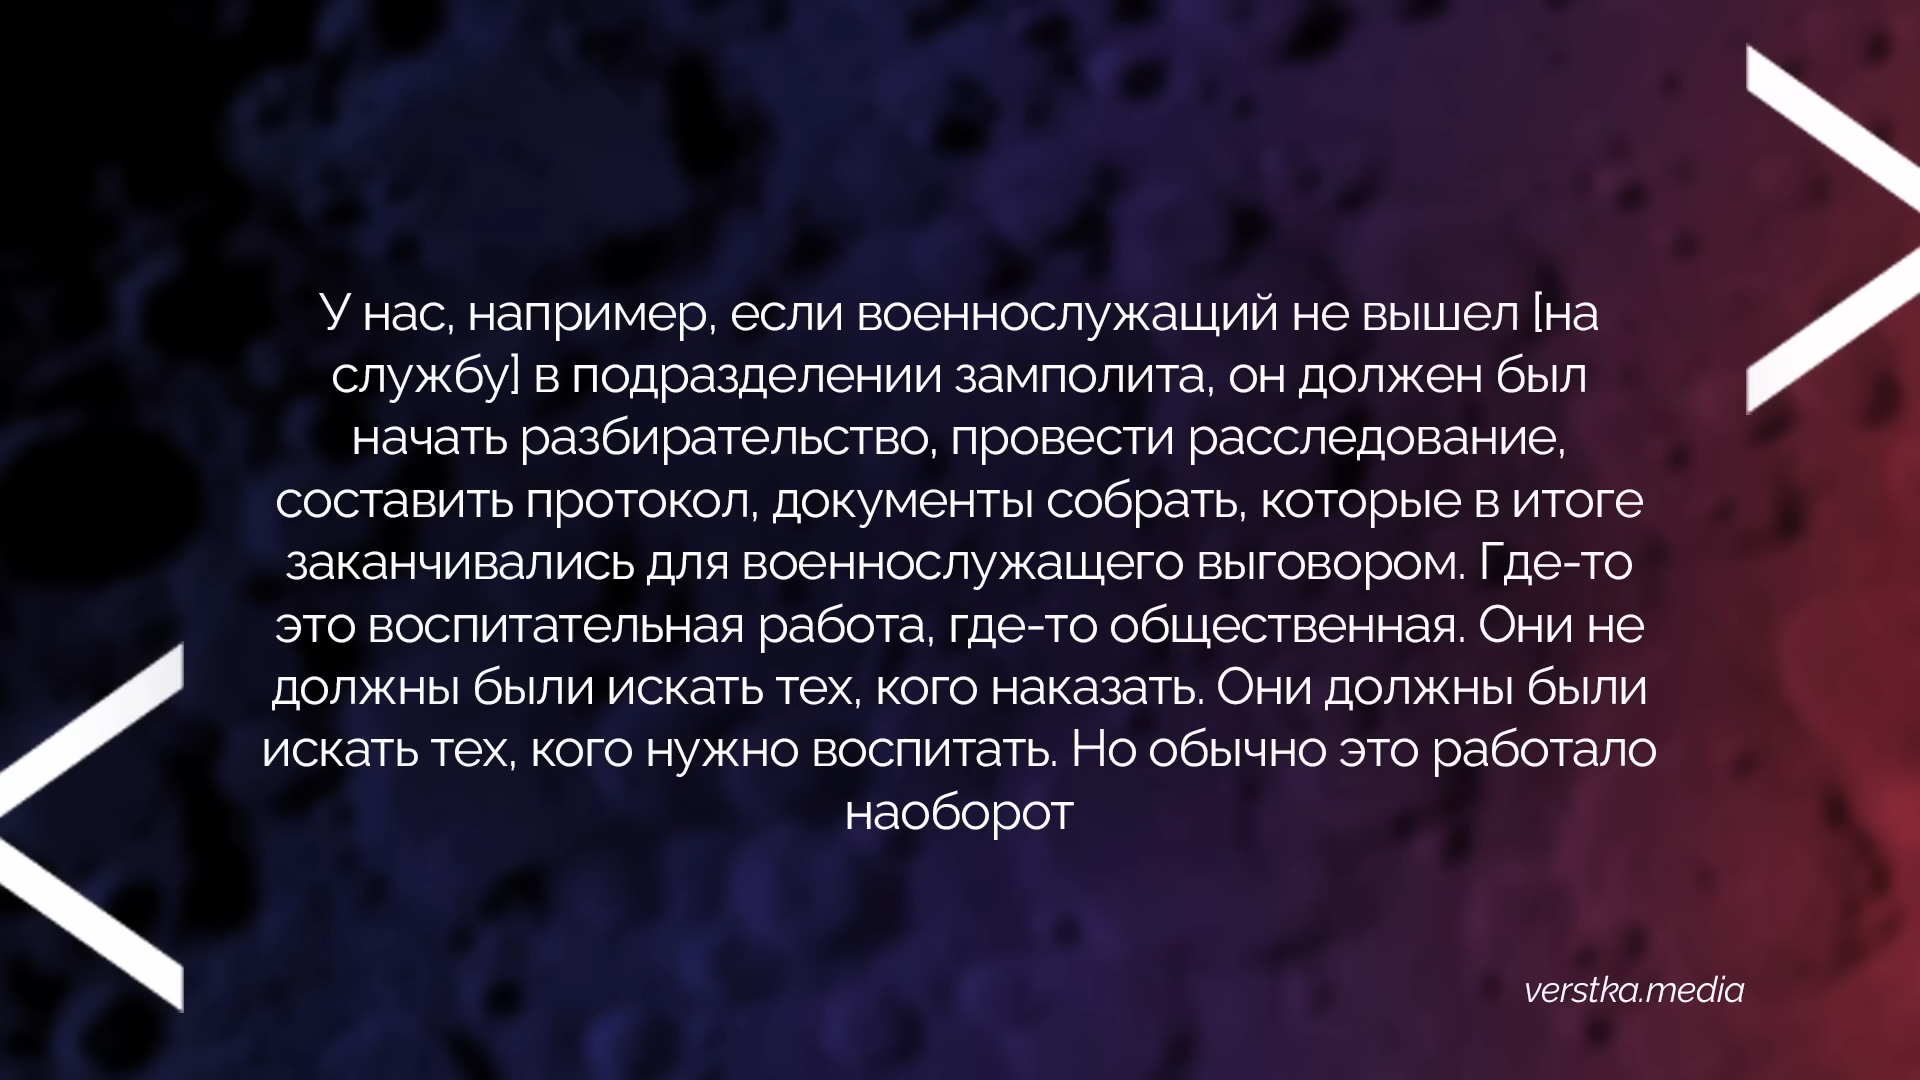 У нас, например, если военнослужащий не вышел [на
службу] в подразделении замполита, он должен был
начать разбирательство, провести расследование,
составить протокол, документы собрать, которые в итоге
заканчивались для военнослужащего выговором. Где-то
это воспитательная работа, где-то общественная. Они не
должны были искать тех, кого наказать. Они должны были
искать тех, кого нужно воспитать. Но обычно это работало
наоборот
verstka.media